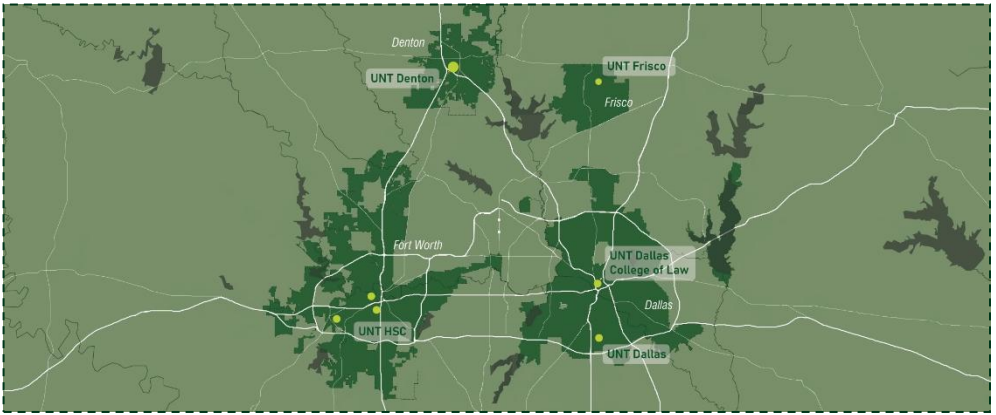 Denton
UNT Denton
UNT Frisco
Frisco
Fort Worth
UNT Dallas
College of Law
Dallas
UNT HSC
UNT Dallas